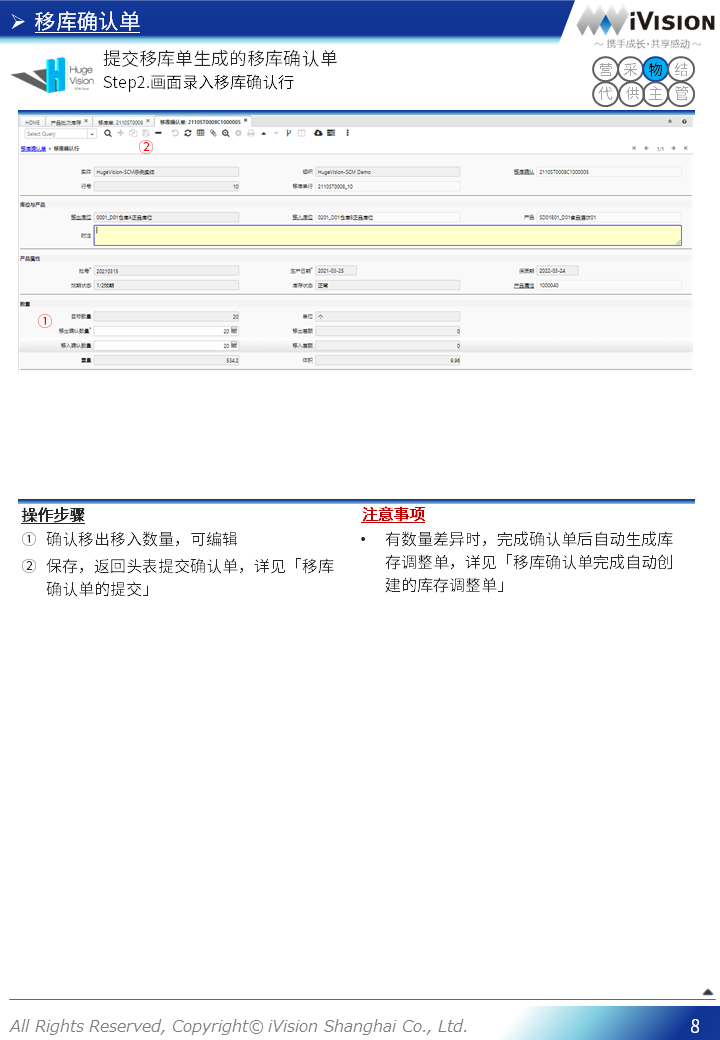 ➢ 移库确认单
iVISION
～ 携手成长·共享感动 ～
营 采 物 结
代 供 主 管
Huge Vision
提交移库单生成的移库确认单
Step2.画面录入移库确认行
HOME 产品批次库存 × 移库单: 2110ST0008 × 移库确认单: 2110ST0008C1000005 ×
Select Query
②
移库确认单 > 移库确认行 1/1
实体 HugeVision-SCM示例实体 组织 HugeVision-SCM Demo 移库确认 2110ST0008C1000005
行号 10 移库单行 2110ST0008_10
库位与产品
移出库位 0001_D01仓库A正品库位 移入库位 0201_D01仓库B正品库位 产品 SD01B01_D01食品香次01
附注
产品属性
批号* 20210315 生产日期* 2021-03-25 保质期 2022-03-24
效期状态 1/2效期 库存状态 正常 产品属性 1000040
数量
目标数量 20 单位 个
① 移出确认数量* 20 移出差额 0
移入确认数量 20 移入差额 0
重量 534.2 体积 9.96
操作步骤
① 确认移出移入数量，可编辑
② 保存，返回头表提交确认单，详见「移库
确认单的提交」
注意事项
• 有数量差异时，完成确认单后自动生成库
存调整单，详见「移库确认单完成自动创
建的库存调整单」
All Rights Reserved, Copyright© iVision Shanghai Co., Ltd.
8